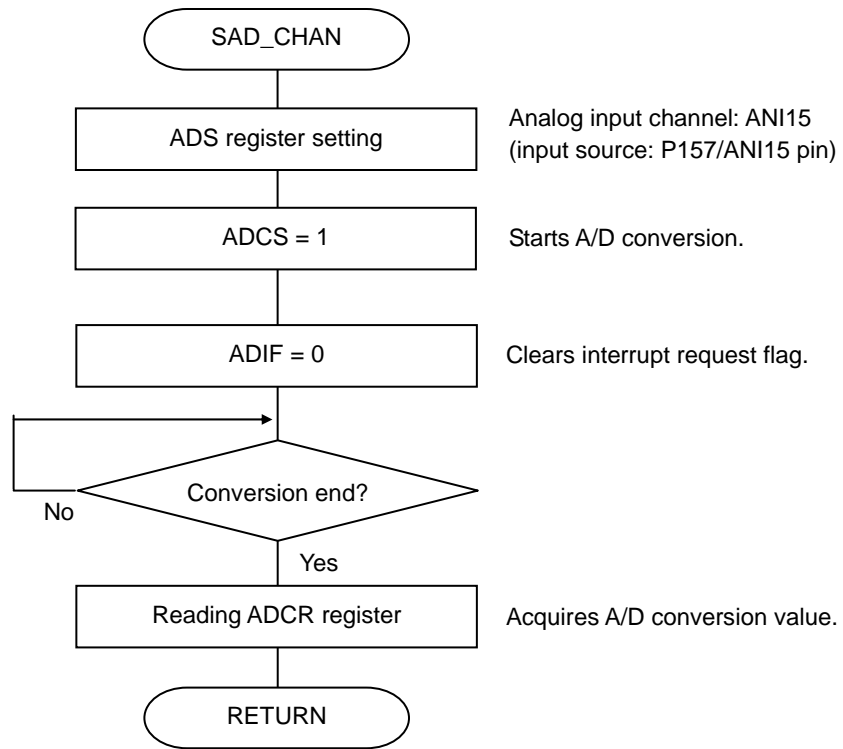 SAD_CHAN
ADS register setting
Analog input channel: ANI15
(input source: P157/ANI15 pin)
ADCS = 1
Starts A/D conversion.
ADIF = 0
Clears interrupt request flag.
Conversion end?
No
Yes
Reading ADCR register
Acquires A/D conversion value.
RETURN